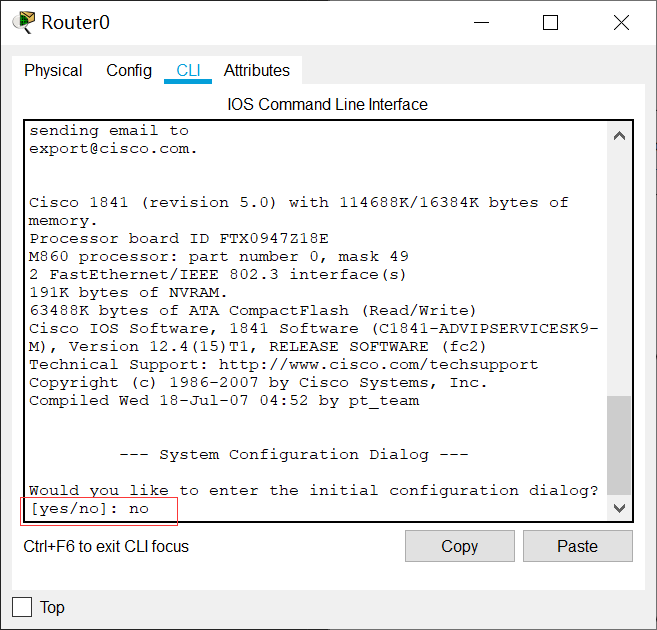 Router0
Physical Config CLI Attributes
IOS Command Line Interface
sending email to
export@cisco.com.
Cisco 1841 (revision 5.0) with 114688K/16384K bytes of
memory.
Processor board ID FTX0947Z18E
M860 processor: part number 0, mask 49
2 FastEthernet/IEEE 802.3 interface(s)
191K bytes of NVRAM.
63488K bytes of ATA CompactFlash (Read/Write)
Cisco IOS Software, 1841 Software (C1841-ADVIPSERVICESK9-
M), Version 12.4(15)T1, RELEASE SOFTWARE (fc2)
Technical Support: http://www.cisco.com/techsupport
Copyright (c) 1986-2007 by Cisco Systems, Inc.
Compiled Wed 18-Jul-07 04:52 by pt_team
--- System Configuration Dialog ---
Would you like to enter the initial configuration dialog?
[yes/no]: no
Ctrl+F6 to exit CLI focus
Copy
Paste
Top